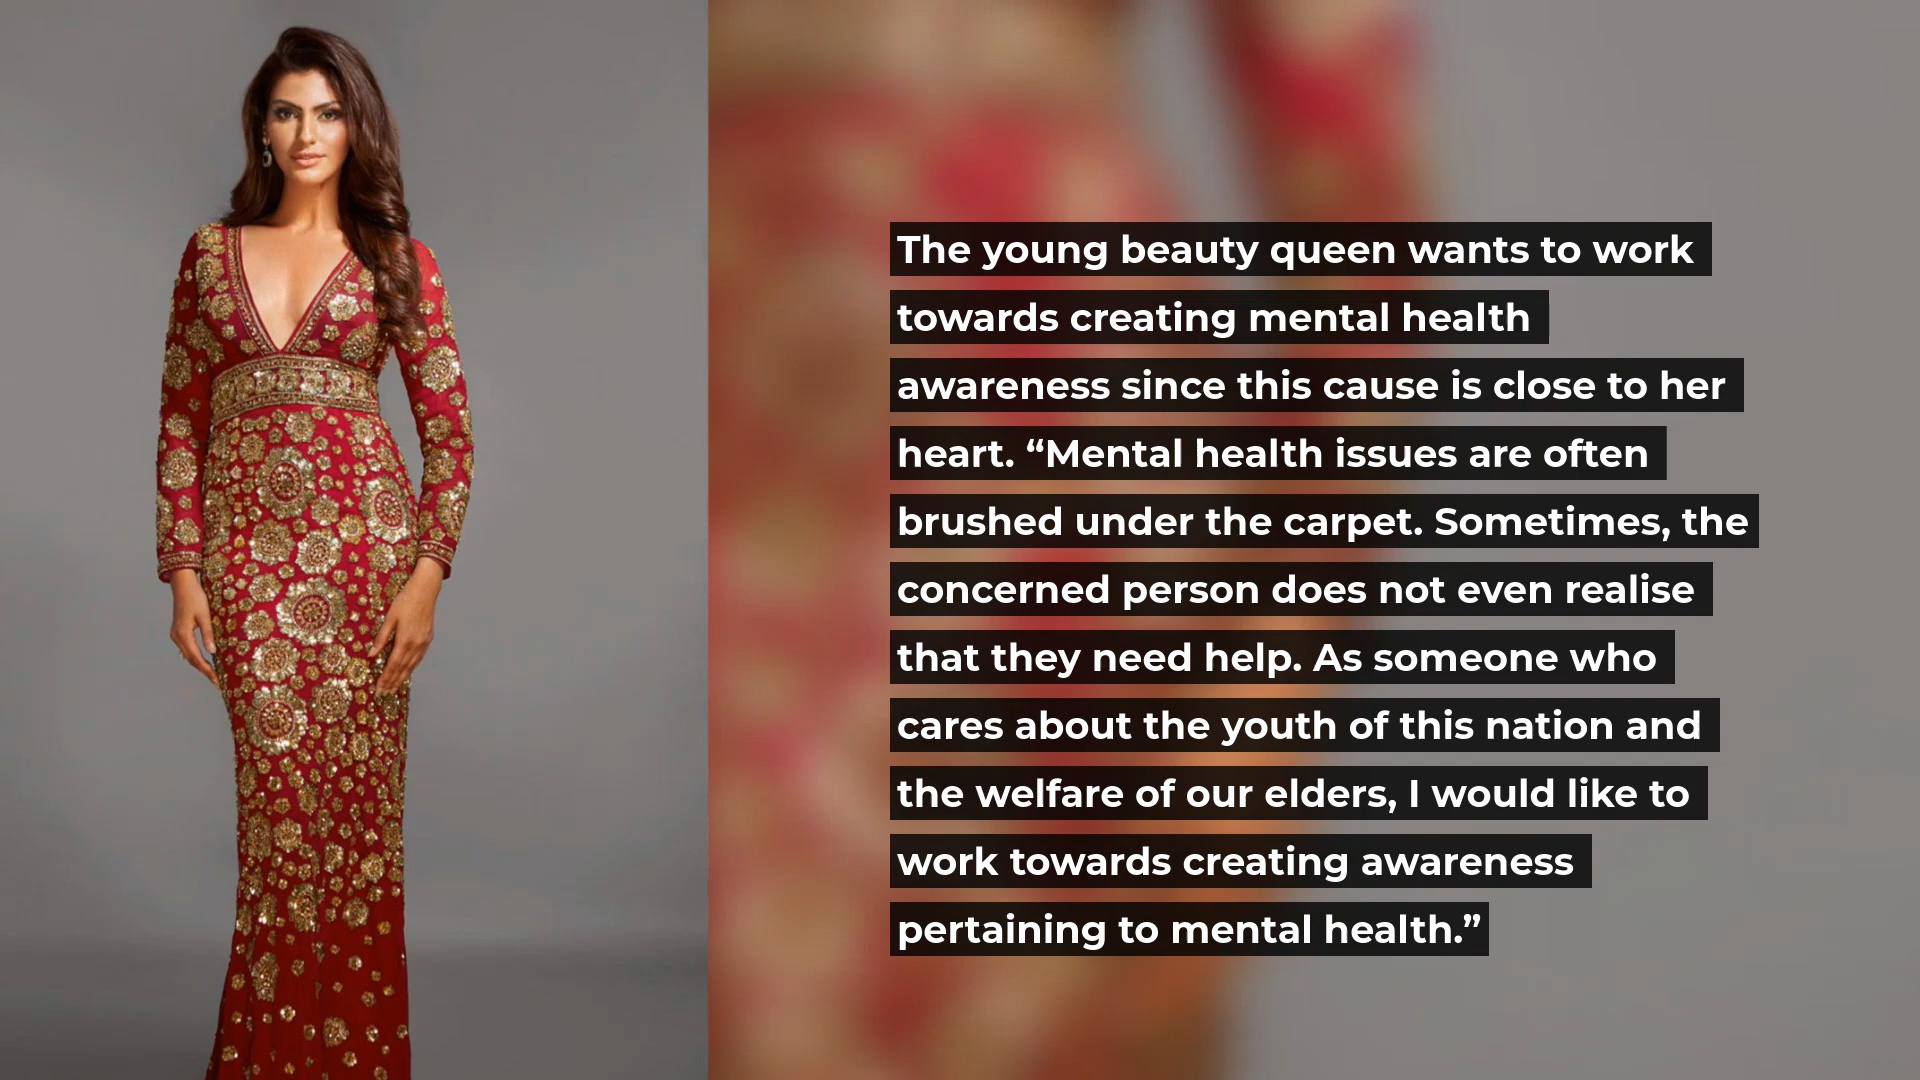 The young beauty queen wants to work
towards creating mental health
awareness since this cause is close to her
heart. “Mental health issues are often
brushed under the carpet. Sometimes, the
concerned person does not even realise
that they need help. As someone who
cares about the youth of this nation and
the welfare of our elders, I would like to
work towards creating awareness
pertaining to mental health.”